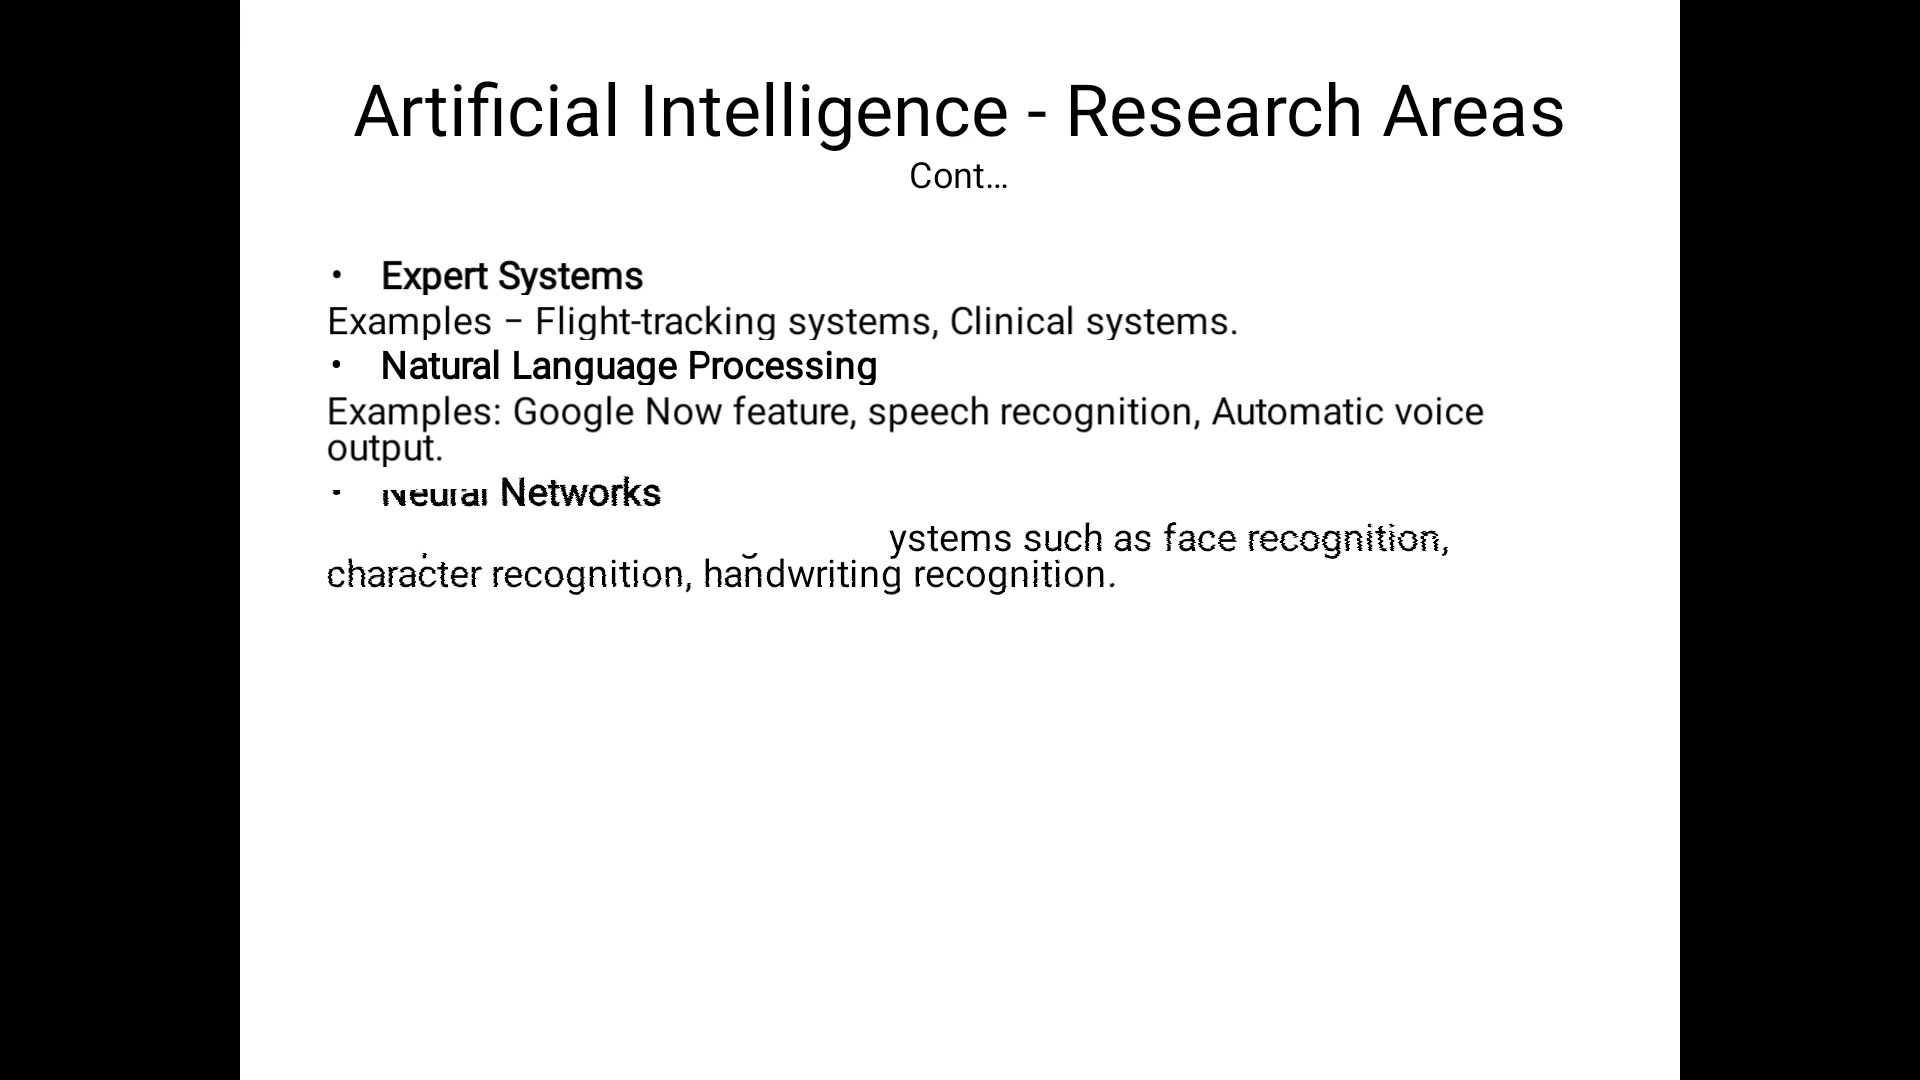 Artificial Intelligence - Research Areas
Cont...
• Expert Systems
Examples – Flight-tracking systems, Clinical systems.
• Natural Language Processing
Examples: Google Now feature, speech recognition, Automatic voice
output.
• Neural Networks
such as face recognition,
character recognition, handwriting recognition.